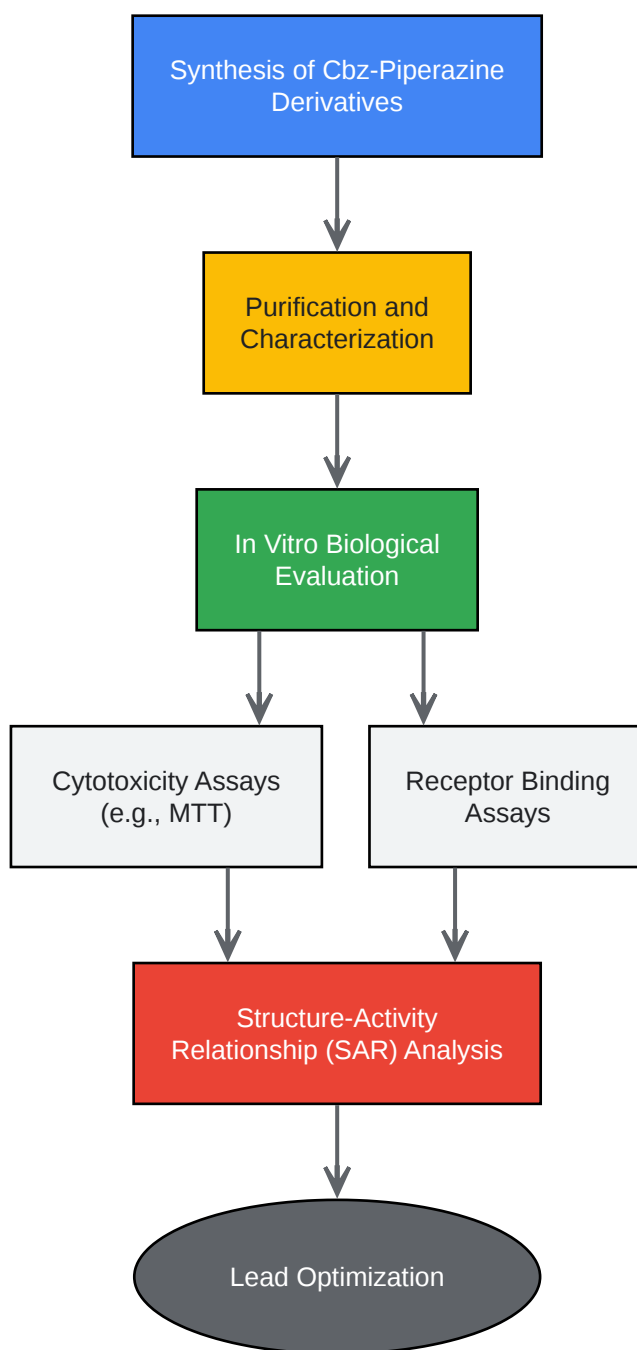 Synthesis of Cbz-Piperazine
Derivatives
Purification and
Characterization
In Vitro Biological
Evaluation
Cytotoxicity Assays
(e.g., MTT)
Receptor Binding
Assays
Structure-Activity
Relationship (SAR) Analysis
Lead Optimization